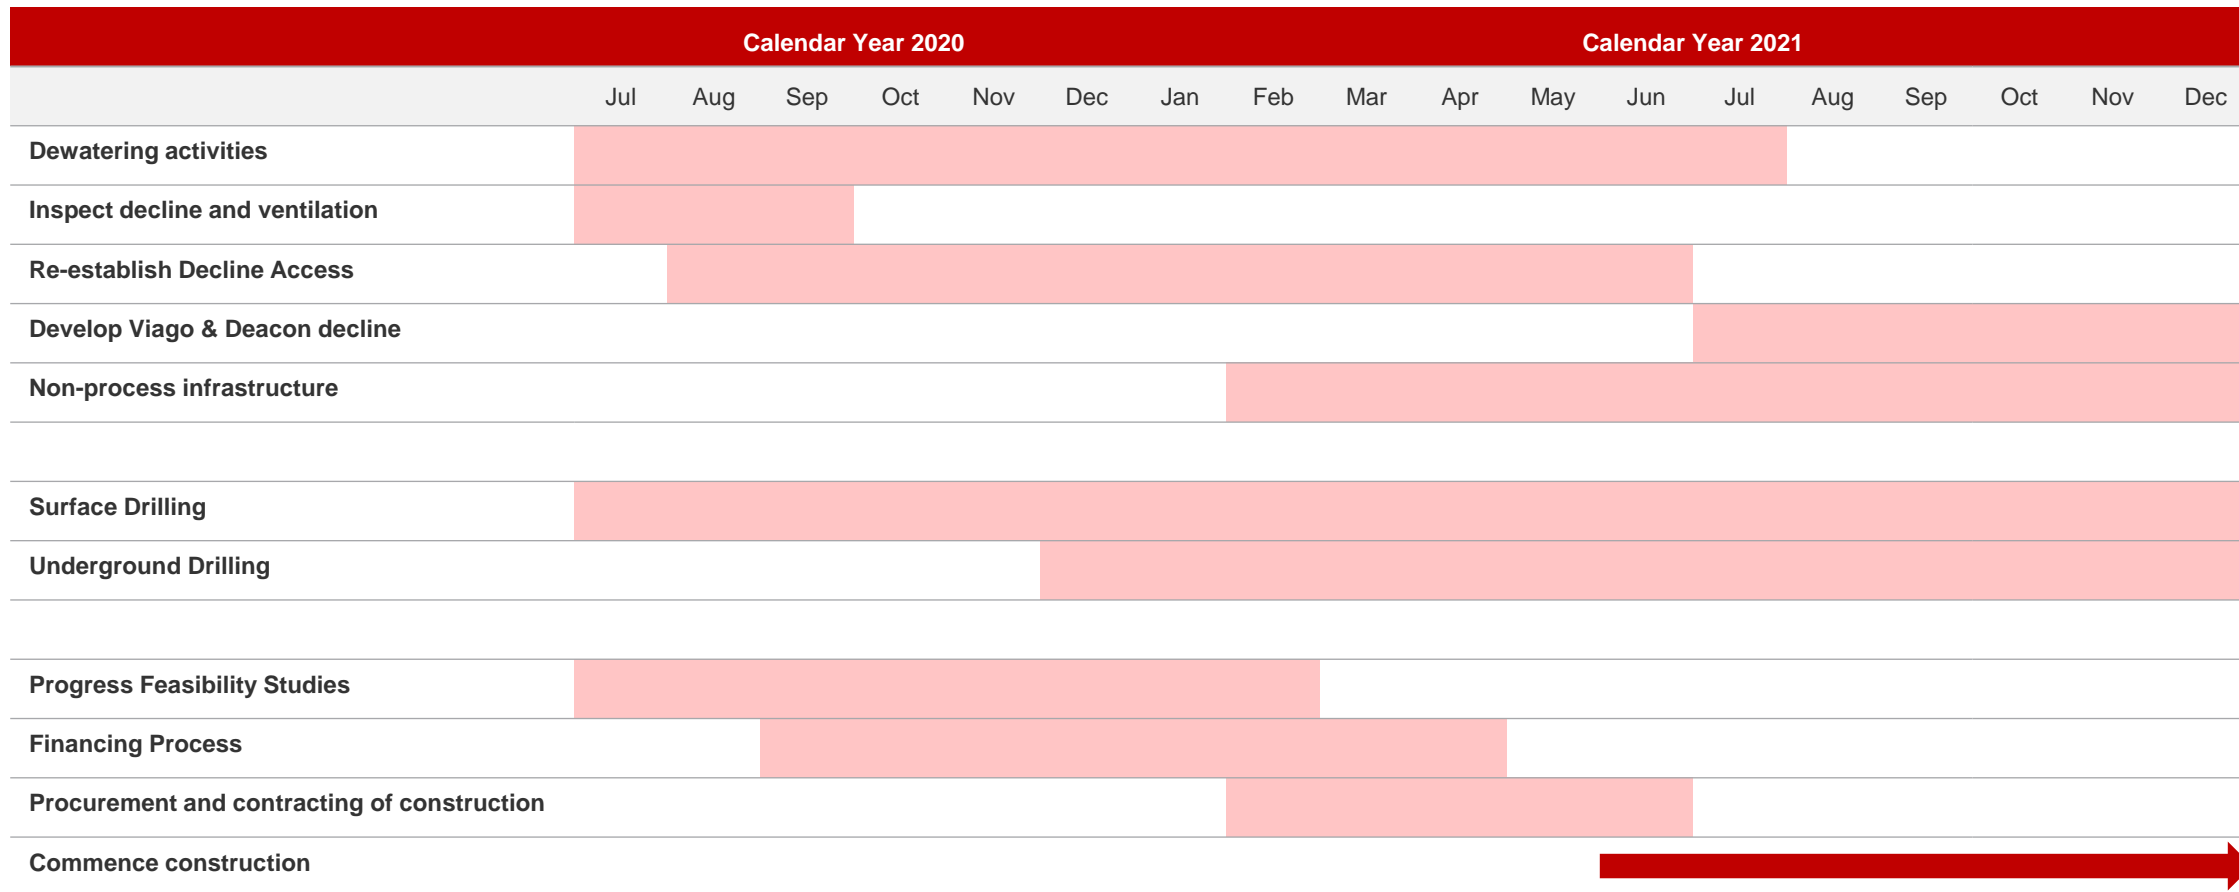 Calendar Year 2020 Calendar Year 2021
Jul Aug Sep Oct Nov Dec Jan Feb Mar Apr May Jun Jul Aug Sep Oct Nov Dec
Dewatering activities
Inspect decline and ventilation
Re-establish Decline Access
Develop Viago & Deacon decline
Non-process infrastructure
Surface Drilling
Underground Drilling
Progress Feasibility Studies
Financing Process
Procurement and contracting of construction
Commence construction